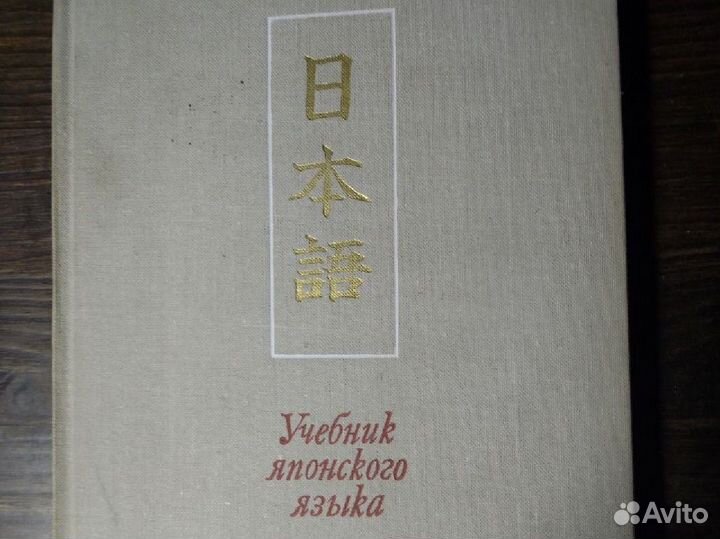 日本語
Учебник
японского
языка
Avito